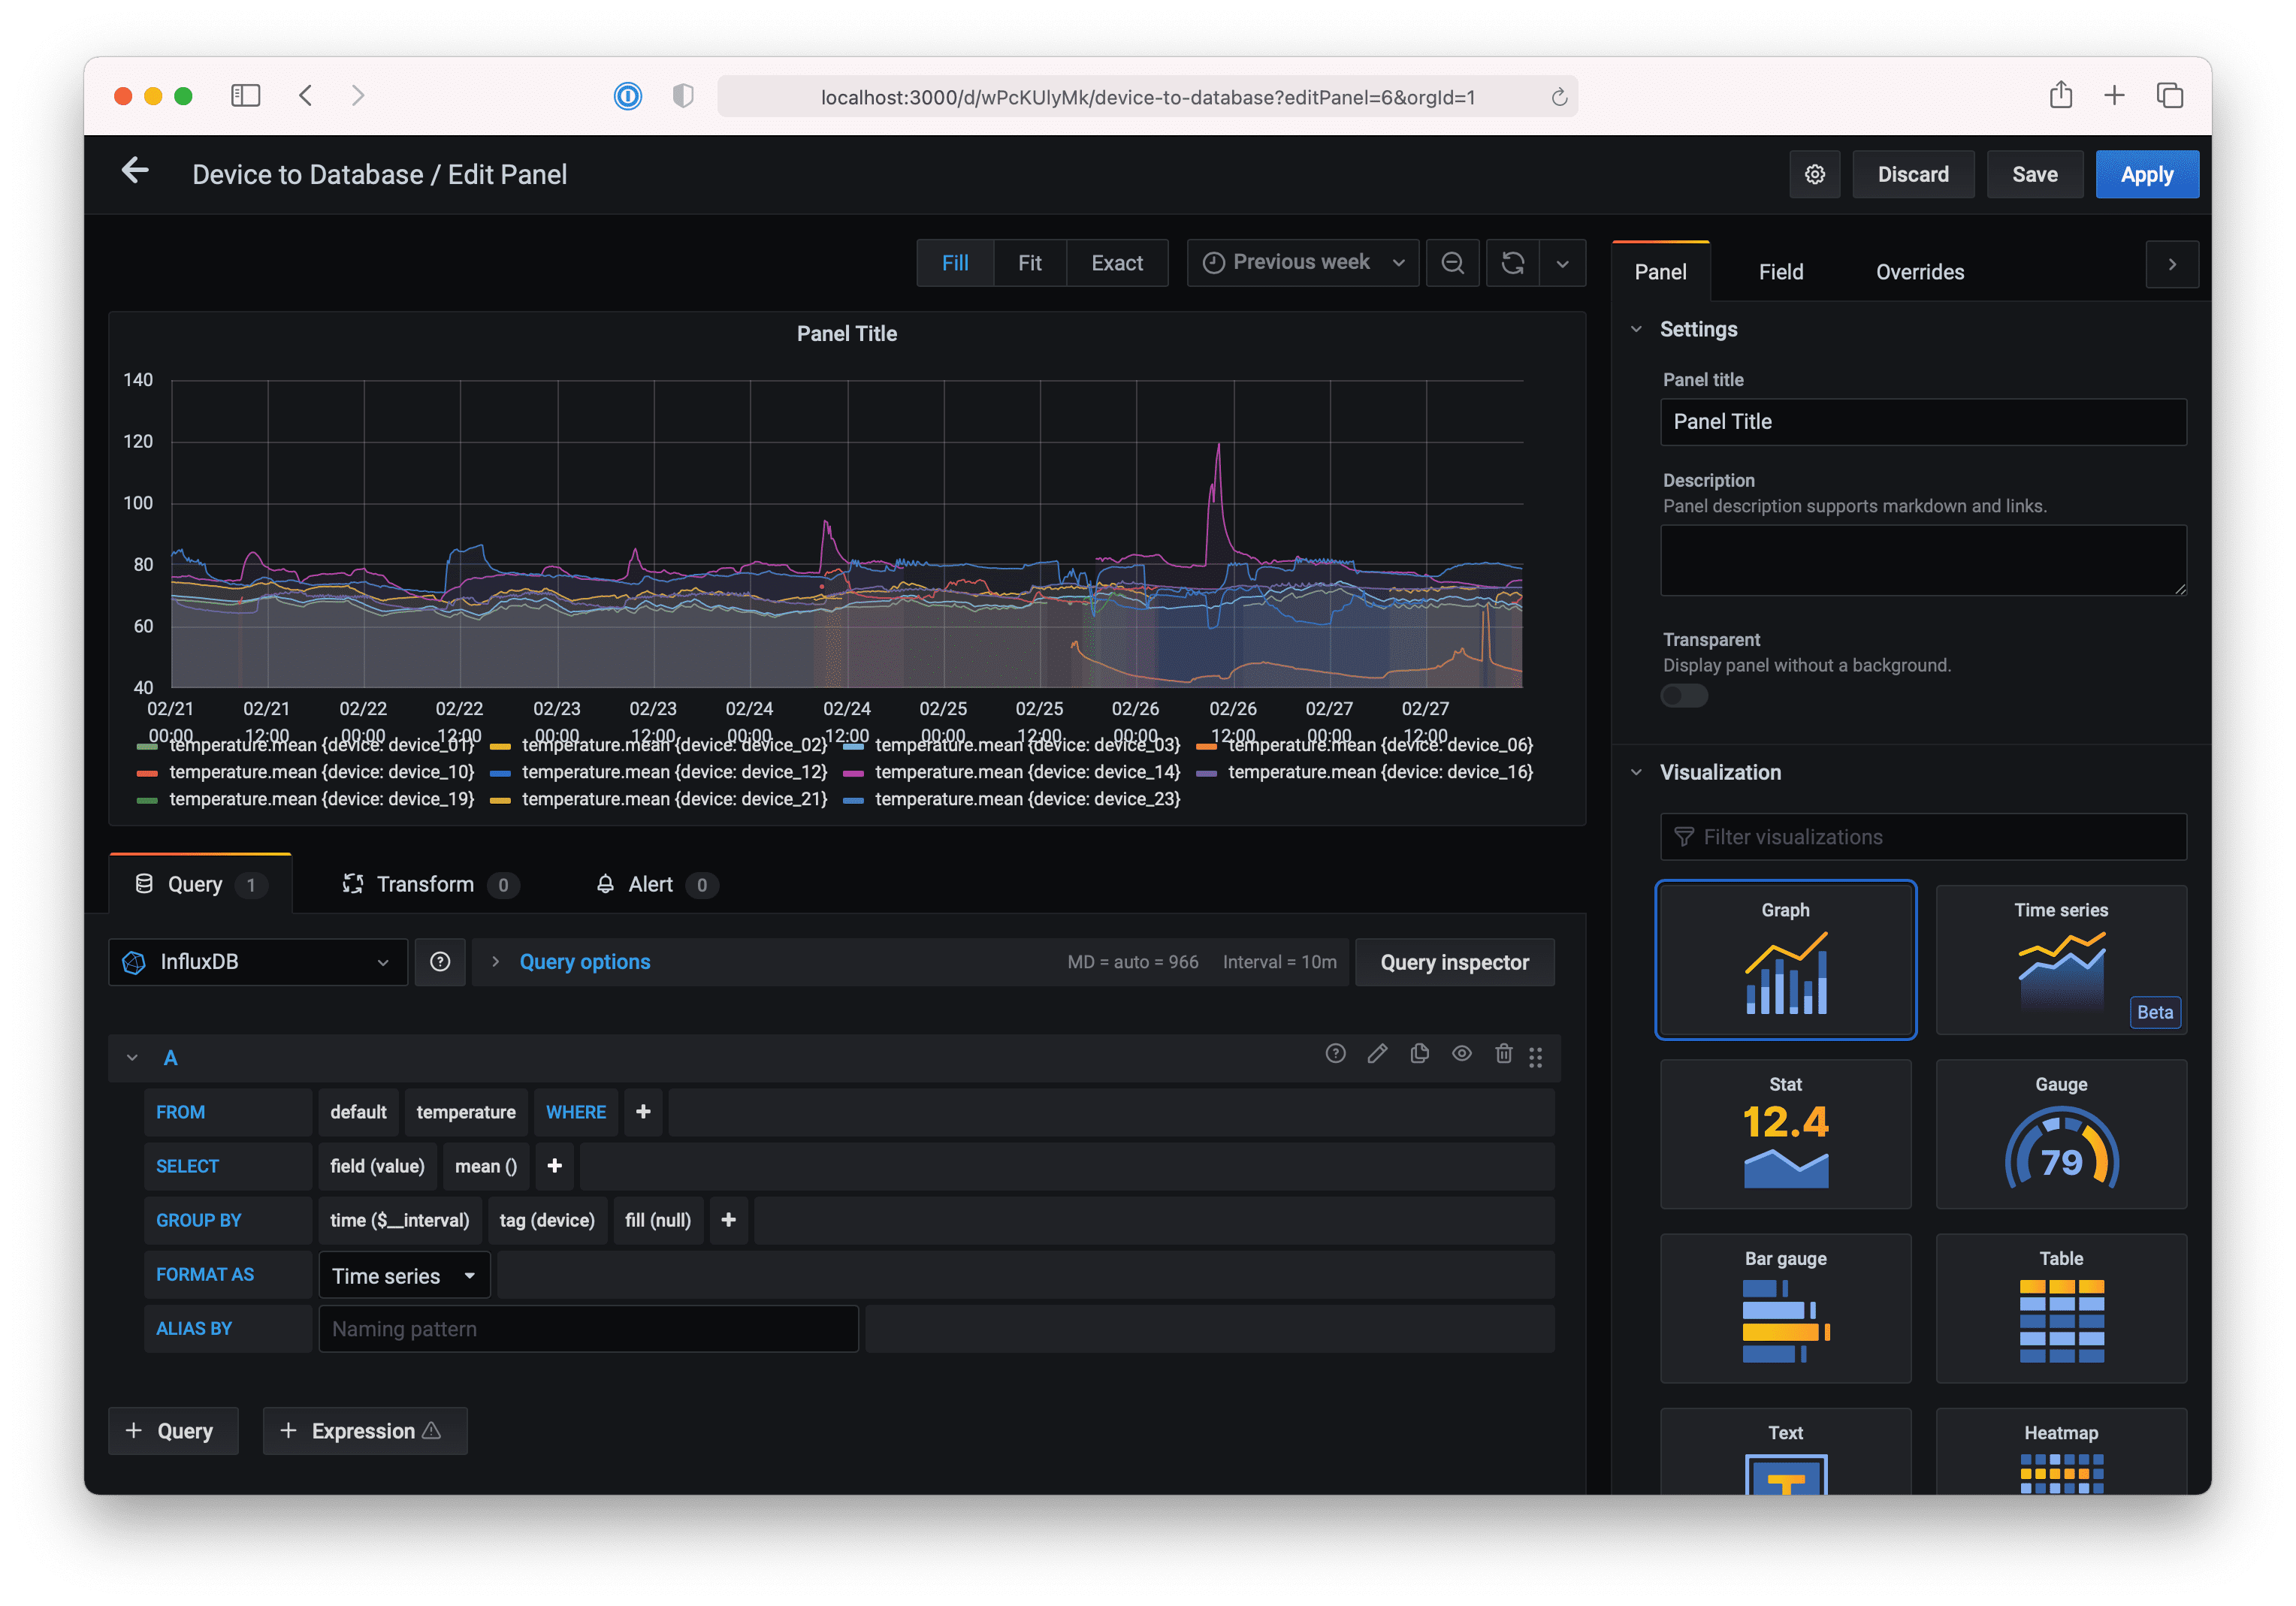 localhost:3000/d/wPcKUlyMk/device-to-database?editPanel=6&orgId=1
Device to Database / Edit Panel
Discard Save Apply
Fill Fit Exact Previous week
Panel Field Overrides
Panel Title
140
120
100
80
60
40
02/21 02/21 02/22 02/22 02/23 02/23 02/24 02/24 02/25 02/25 02/26 02/26 02/27 02/27
00:00 12:00 00:00 12:00 00:00 12:00 00:00 12:00 00:00 12:00 00:00 12:00 00:00 12:00
temperature.mean {device: device_01} temperature.mean {device: device_02} temperature.mean {device: device_03} temperature.mean {device: device_06}
temperature.mean {device: device_10} temperature.mean {device: device_12} temperature.mean {device: device_14} temperature.mean {device: device_16}
temperature.mean {device: device_19} temperature.mean {device: device_21} temperature.mean {device: device_23}
Query 1 Transform 0 Alert 0
InfluxDB Query options MD = auto = 966 Interval = 10m Query inspector
A
FROM default temperature WHERE +
SELECT field (value) mean () +
GROUP BY time ($__interval) tag (device) fill (null) +
FORMAT AS Time series
ALIAS BY Naming pattern
+ Query + Expression
Settings
Panel title
Panel Title
Description
Panel description supports markdown and links.
Transparent
Display panel without a background.
Visualization
Filter visualizations
Graph Time series
Beta
Stat Gauge
12.4 79
Bar gauge Table
Text Heatmap
T